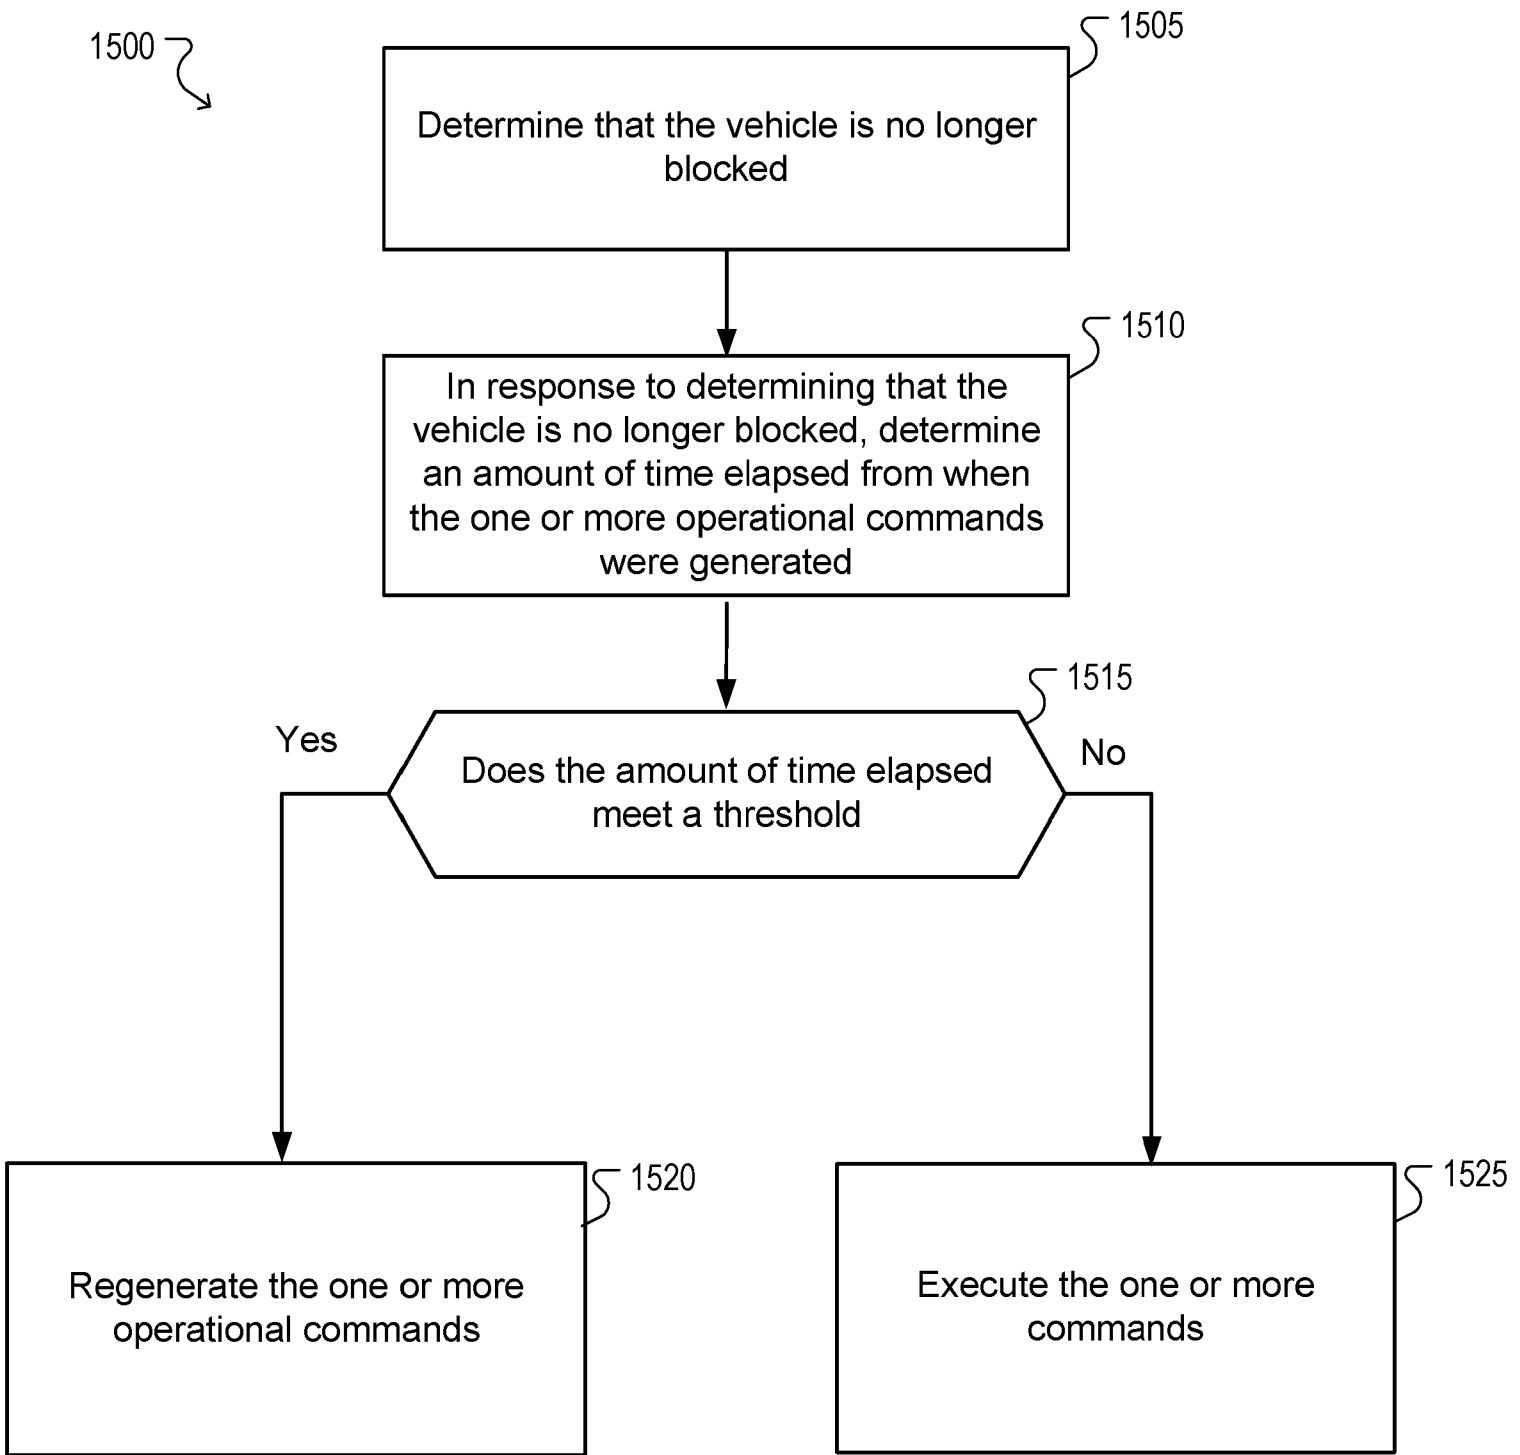 1500
1505
Determine that the vehicle is no longer
blocked
1510
In response to determining that the
vehicle is no longer blocked, determine
an amount of time elapsed from when
the one or more operational commands
were generated
1515
Yes
No
Does the amount of time elapsed
meet a threshold
1520
Regenerate the one or more
operational commands
1525
Execute the one or more
commands